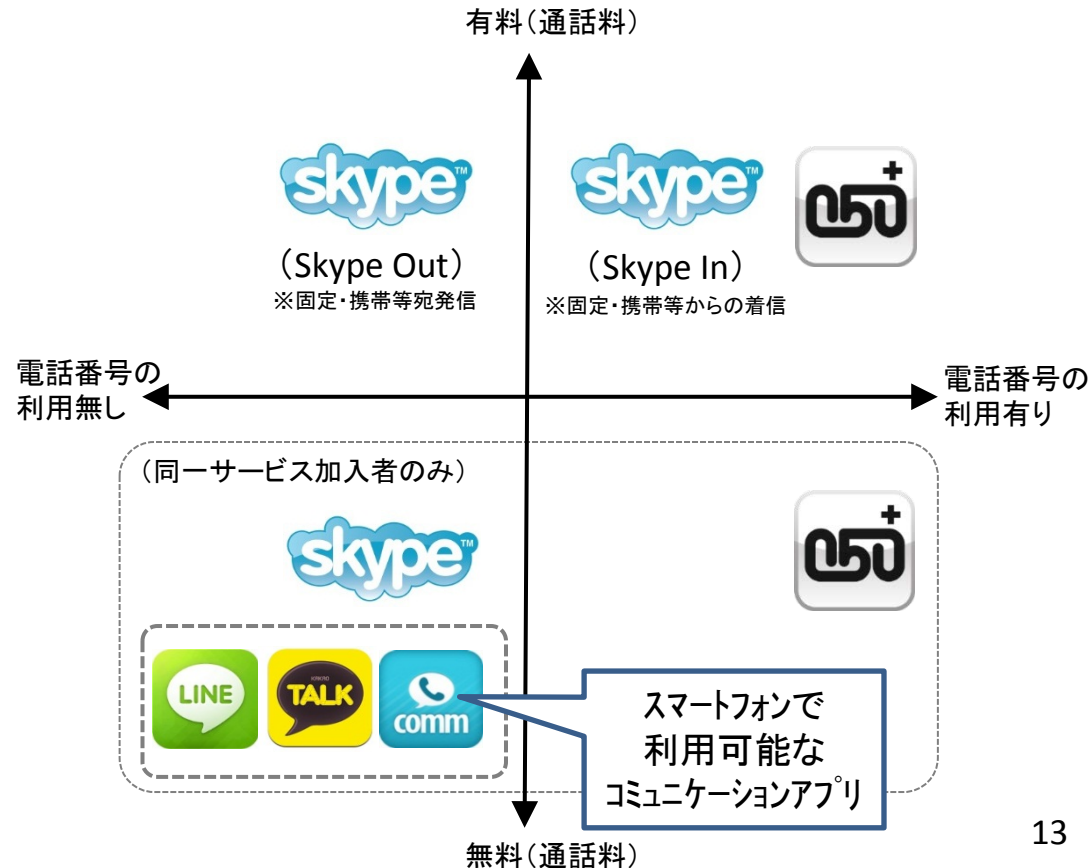 有料（通話料）
skype™
skype™
050+
（Skype Out）
※固定・携帯等宛発信
（Skype In）
※固定・携帯等からの着信
電話番号の
利用無し
電話番号の
利用有り
（同一サービス加入者のみ）
skype™
050+
LINE
KAKAO
TALK
comm
スマートフォンで
利用可能な
コミュニケーションアプリ
無料（通話料）
13